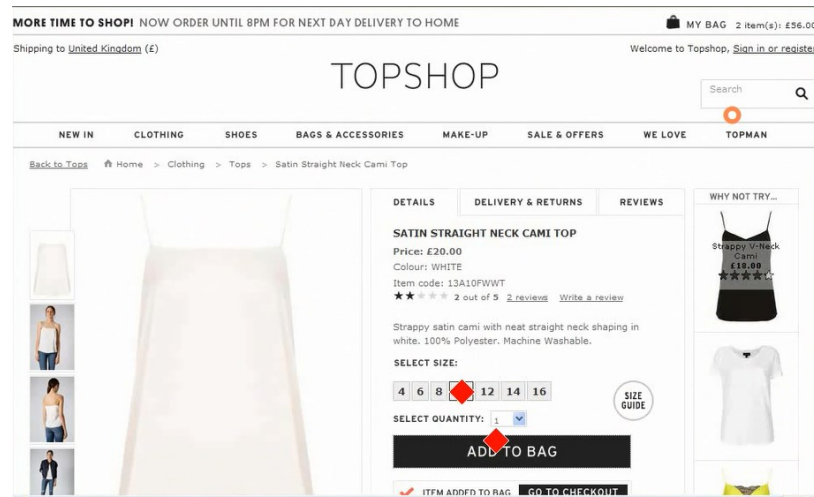 MORE TIME TO SHOP! NOW ORDER UNTIL 8PM FOR NEXT DAY DELIVERY TO HOME
MY BAG 2 item(s): £56.00
Shipping to United Kingdom (£)
Welcome to Topshop, Sign in or register
TOPSHOP
Search
NEW IN CLOTHING SHOES BAGS & ACCESSORIES MAKE-UP SALE & OFFERS WE LOVE TOPMAN
Back to Tops Home > Clothing > Tops > Satin Straight Neck Cami Top
DETAILS DELIVERY & RETURNS REVIEWS
SATIN STRAIGHT NECK CAMI TOP
Price: £20.00
Colour: WHITE
Item code: 13A10FWWT
2 out of 5 2 reviews Write a review
Strappy satin cami with neat straight neck shaping in
white. 100% Polyester. Machine Washable.
SELECT SIZE:
4 6 8 12 14 16
SIZE
GUIDE
SELECT QUANTITY: 1
ADD TO BAG
ITEM ADDED TO BAG GO TO CHECKOUT
WHY NOT TRY...
Strappy V-Neck
Cami
£18.00